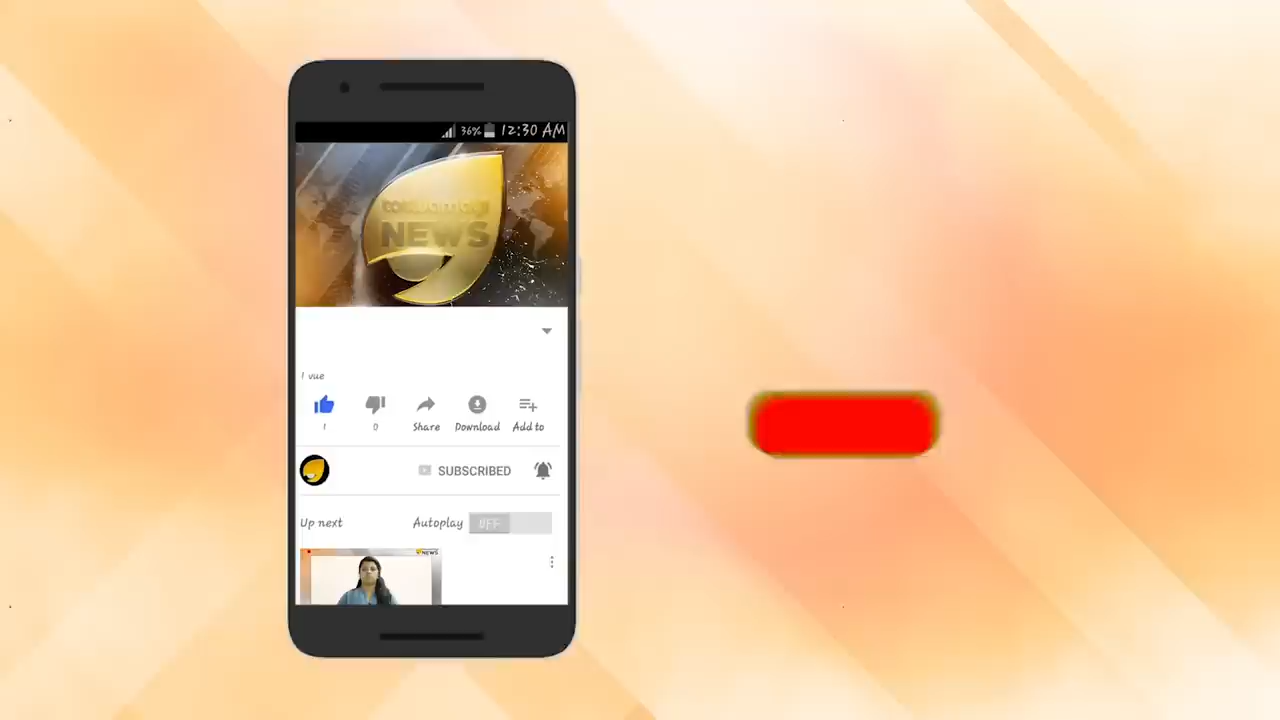 36% 12:30 AM
NEWS
1 vue
1 0 Share Download Add to
SUBSCRIBED
Up next Autoplay OFF
NEWS